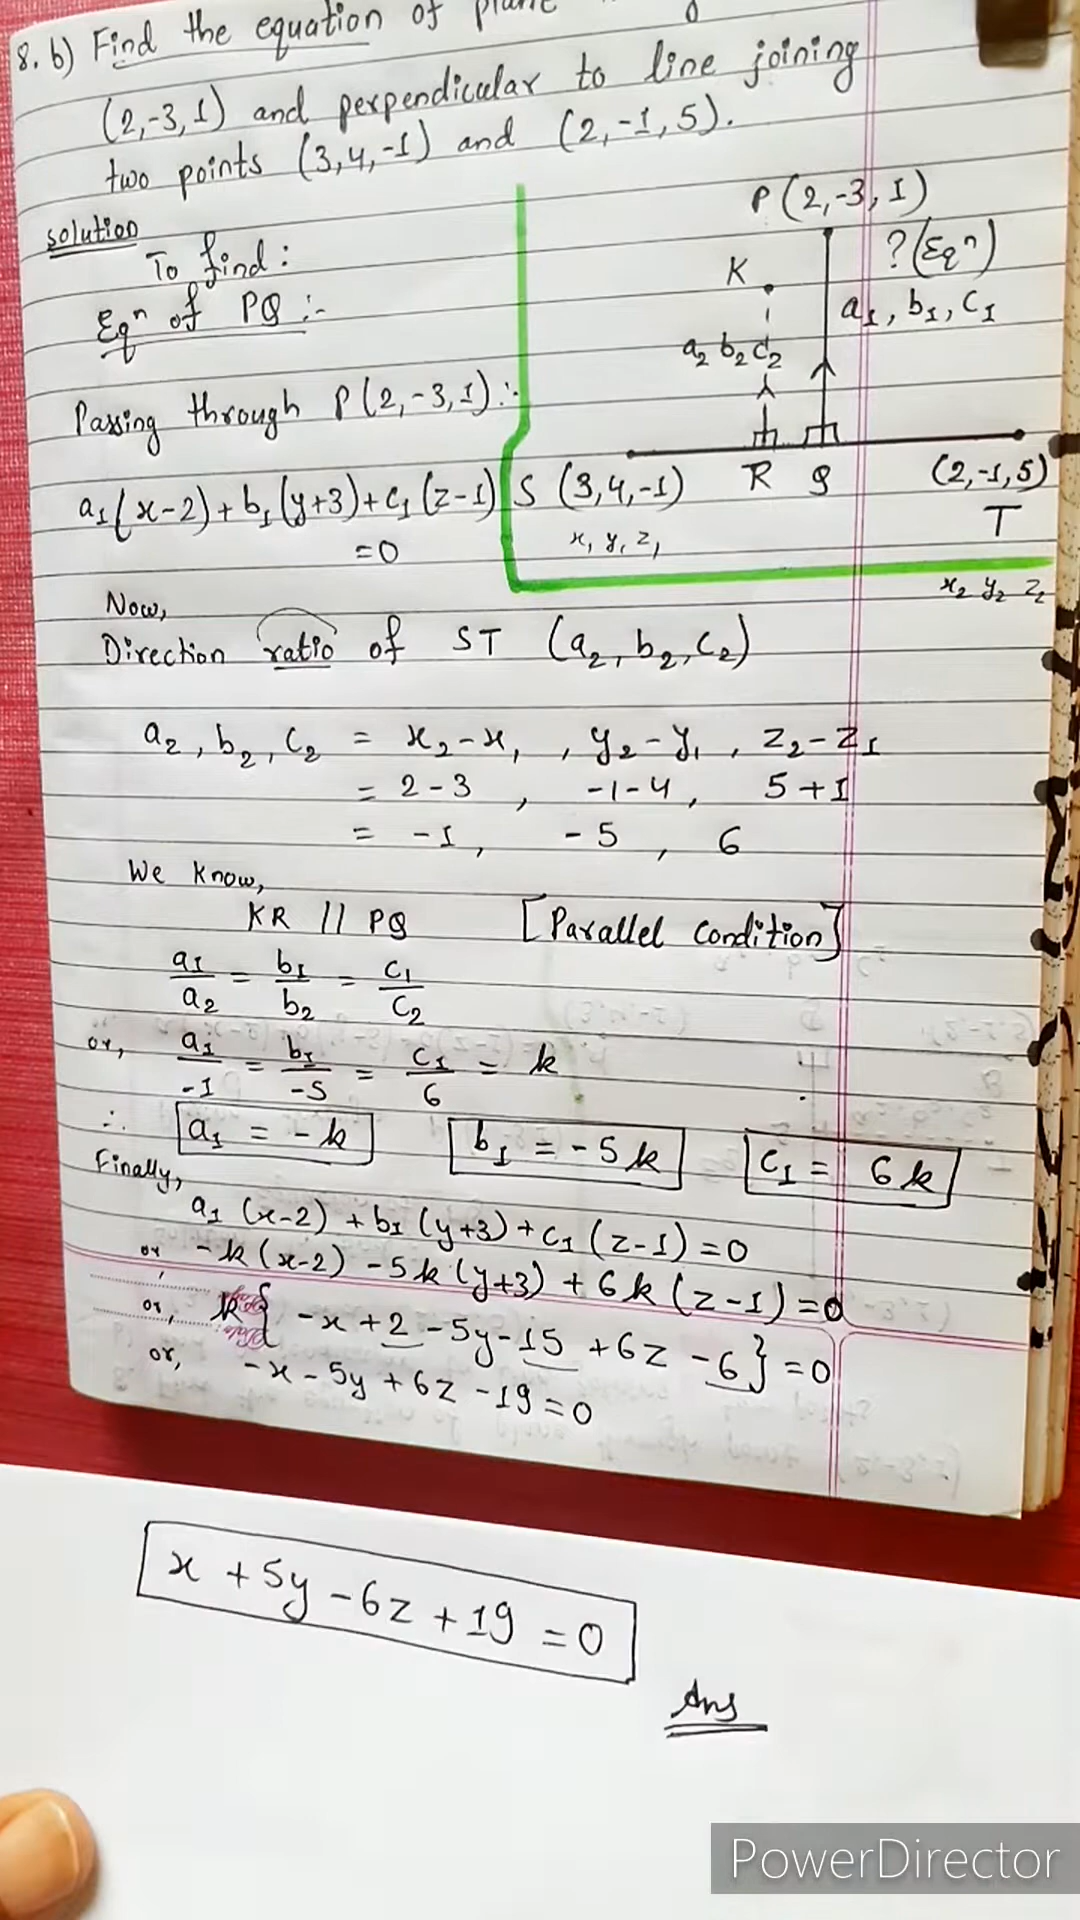 8. b) Find the equation of plane
(2,-3,1) and perpendicular to line joining
two points (3,4,-1) and (2,-1,5).
solution
To find:
Eqⁿ of PQ :-
Passing through P(2,-3,1) :-
a₁(x-2)+b₁(y+3)+c₁(z-1)
=0
P(2,-3,1)
K ?(Eqⁿ)
a₁, b₁, c₁
a₂ b₂ c₂
S (3,4,-1) R Q (2,-1,5)
x₁ y₁ z₁ T
x₂ y₂ z₂
Now,
Direction ratio of ST (a₂, b₂, c₂)
a₂, b₂, c₂ = x₂-x₁, y₂-y₁, z₂-z₁
= 2-3, -1-4, 5+1
= -1, -5, 6
We know,
KR // PQ [Parallel condition]
a₁/a₂ = b₁/b₂ = c₁/c₂
or, a₁/-1 = b₁/-5 = c₁/6 = k
∴ a₁ = -k b₁ = -5k c₁ = 6k
Finally,
a₁(x-2)+b₁(y+3)+c₁(z-1)=0
or, -k(x-2) -5k(y+3) + 6k(z-1)=0
or, k{ -x+2-5y-15+6z-6}=0
or, -x-5y+6z-19=0
x+5y-6z+19=0
Ans
PowerDirector